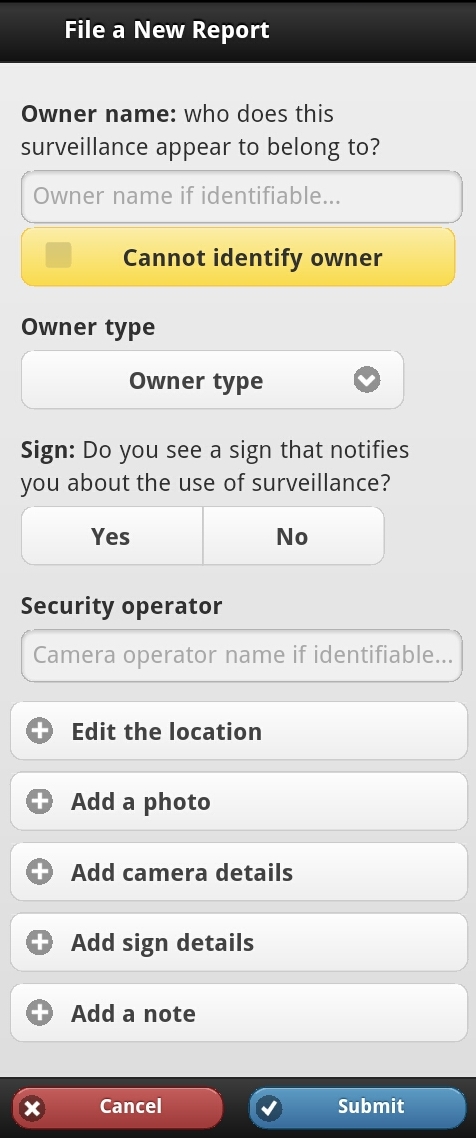 File a New Report
Owner name: who does this
surveillance appear to belong to?
Owner name if identifiable...
Cannot identify owner
Owner type
Owner type
Sign: Do you see a sign that notifies
you about the use of surveillance?
Yes No
Security operator
Camera operator name if identifiable...
Edit the location
Add a photo
Add camera details
Add sign details
Add a note
Cancel Submit